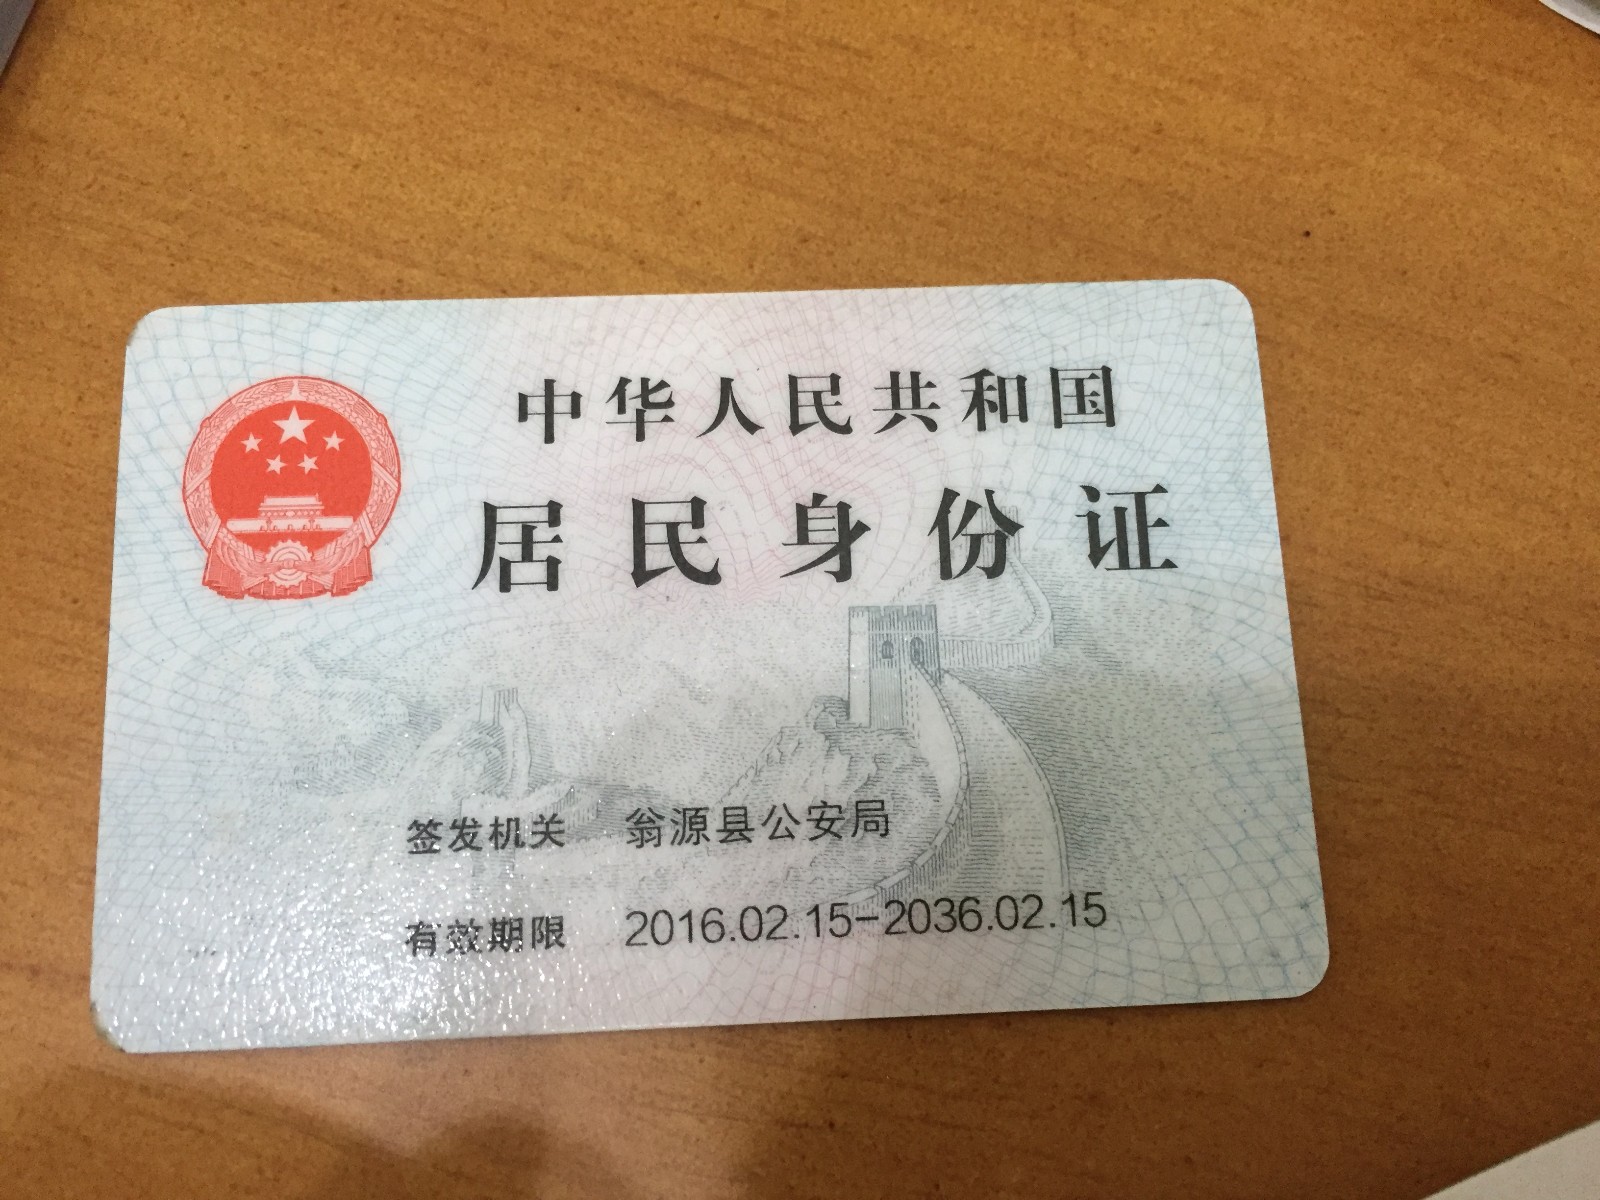 中华人民共和国
居民身份证
签发机关 翁源县公安局
有效期限 2016.02.15-2036.02.15